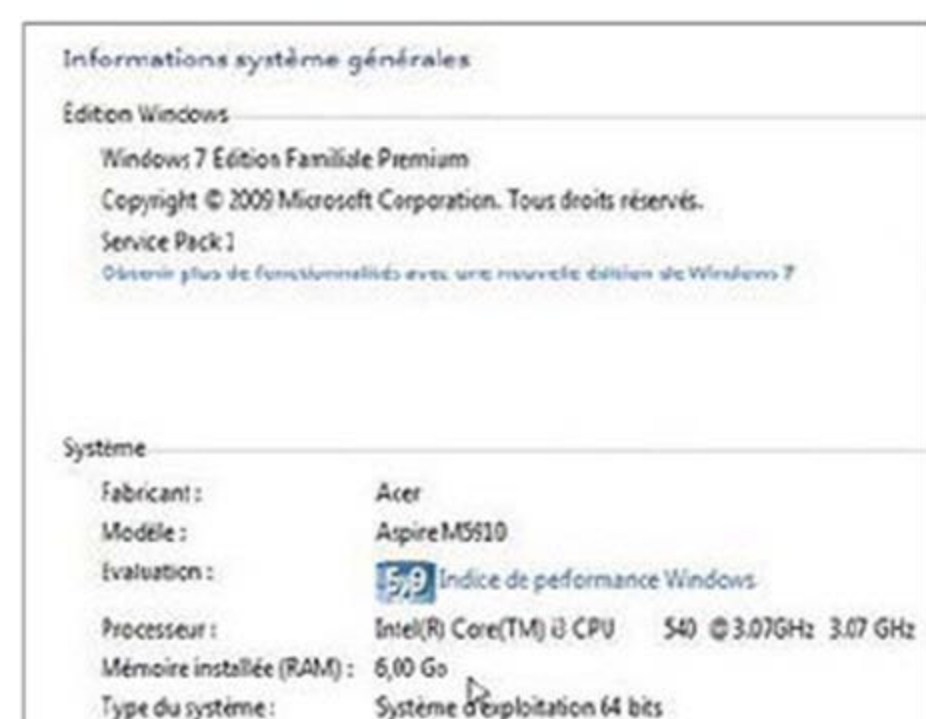 Informations système générales
Édition Windows
Windows 7 Édition Familiale Premium
Copyright © 2009 Microsoft Corporation. Tous droits réservés.
Service Pack 1
Obtenir plus de fonctionnalités avec une nouvelle édition de Windows 7
Système
Fabricant :
Acer
Modèle :
Aspire
Évaluation :
5,9 Indice de performance Windows
Processeur :
Intel(R) Core(TM) i3 CPU 540 @ 3.07GHz 3.07 GHz
Mémoire installée (RAM) :
6,00 Go
Type du système :
Système d'exploitation 64 bits